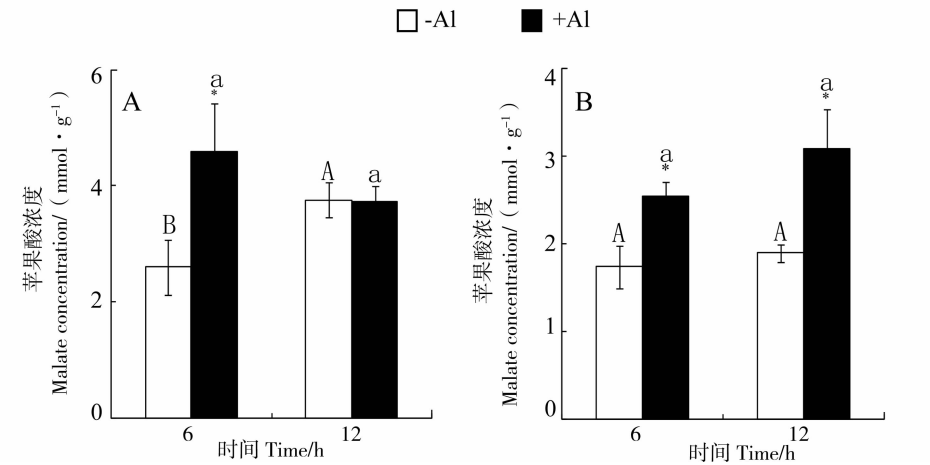 -Al +Al
A
6
4
2
0
苹果酸浓度
Malate concentration/（mmol·g⁻¹）
B
a
*
A
a
6 12
时间 Time/h
B
4
3
2
1
0
苹果酸浓度
Malate concentration/（mmol·g⁻¹）
A
a
*
A
a
*
6 12
时间 Time/h